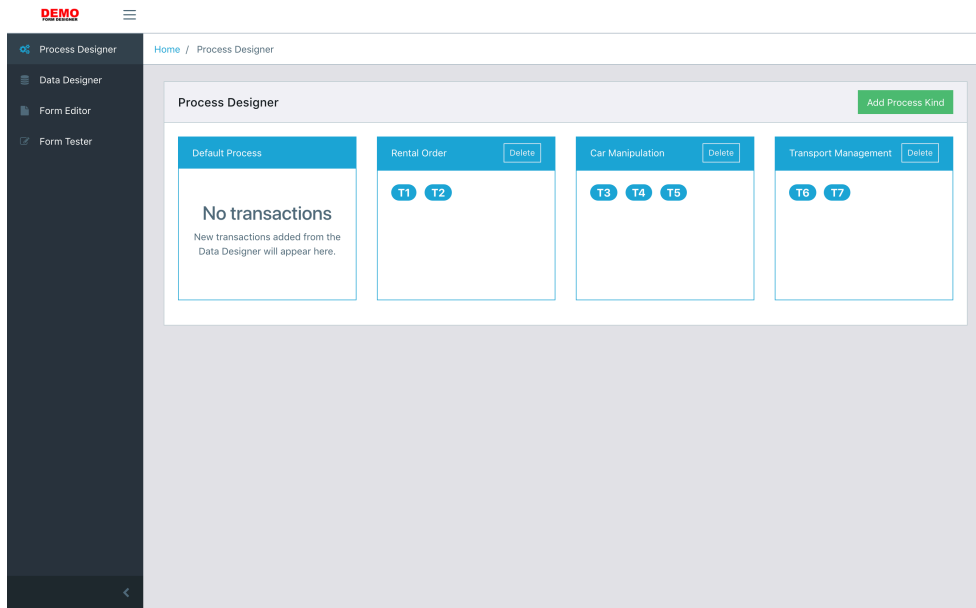 DEMO
FORM DESIGNER
Process Designer
Data Designer
Form Editor
Form Tester
Home / Process Designer
Process Designer
Add Process Kind
Default Process
No transactions
New transactions added from the
Data Designer will appear here.
Rental Order
Delete
T1 T2
Car Manipulation
Delete
T3 T4 T5
Transport Management
Delete
T6 T7